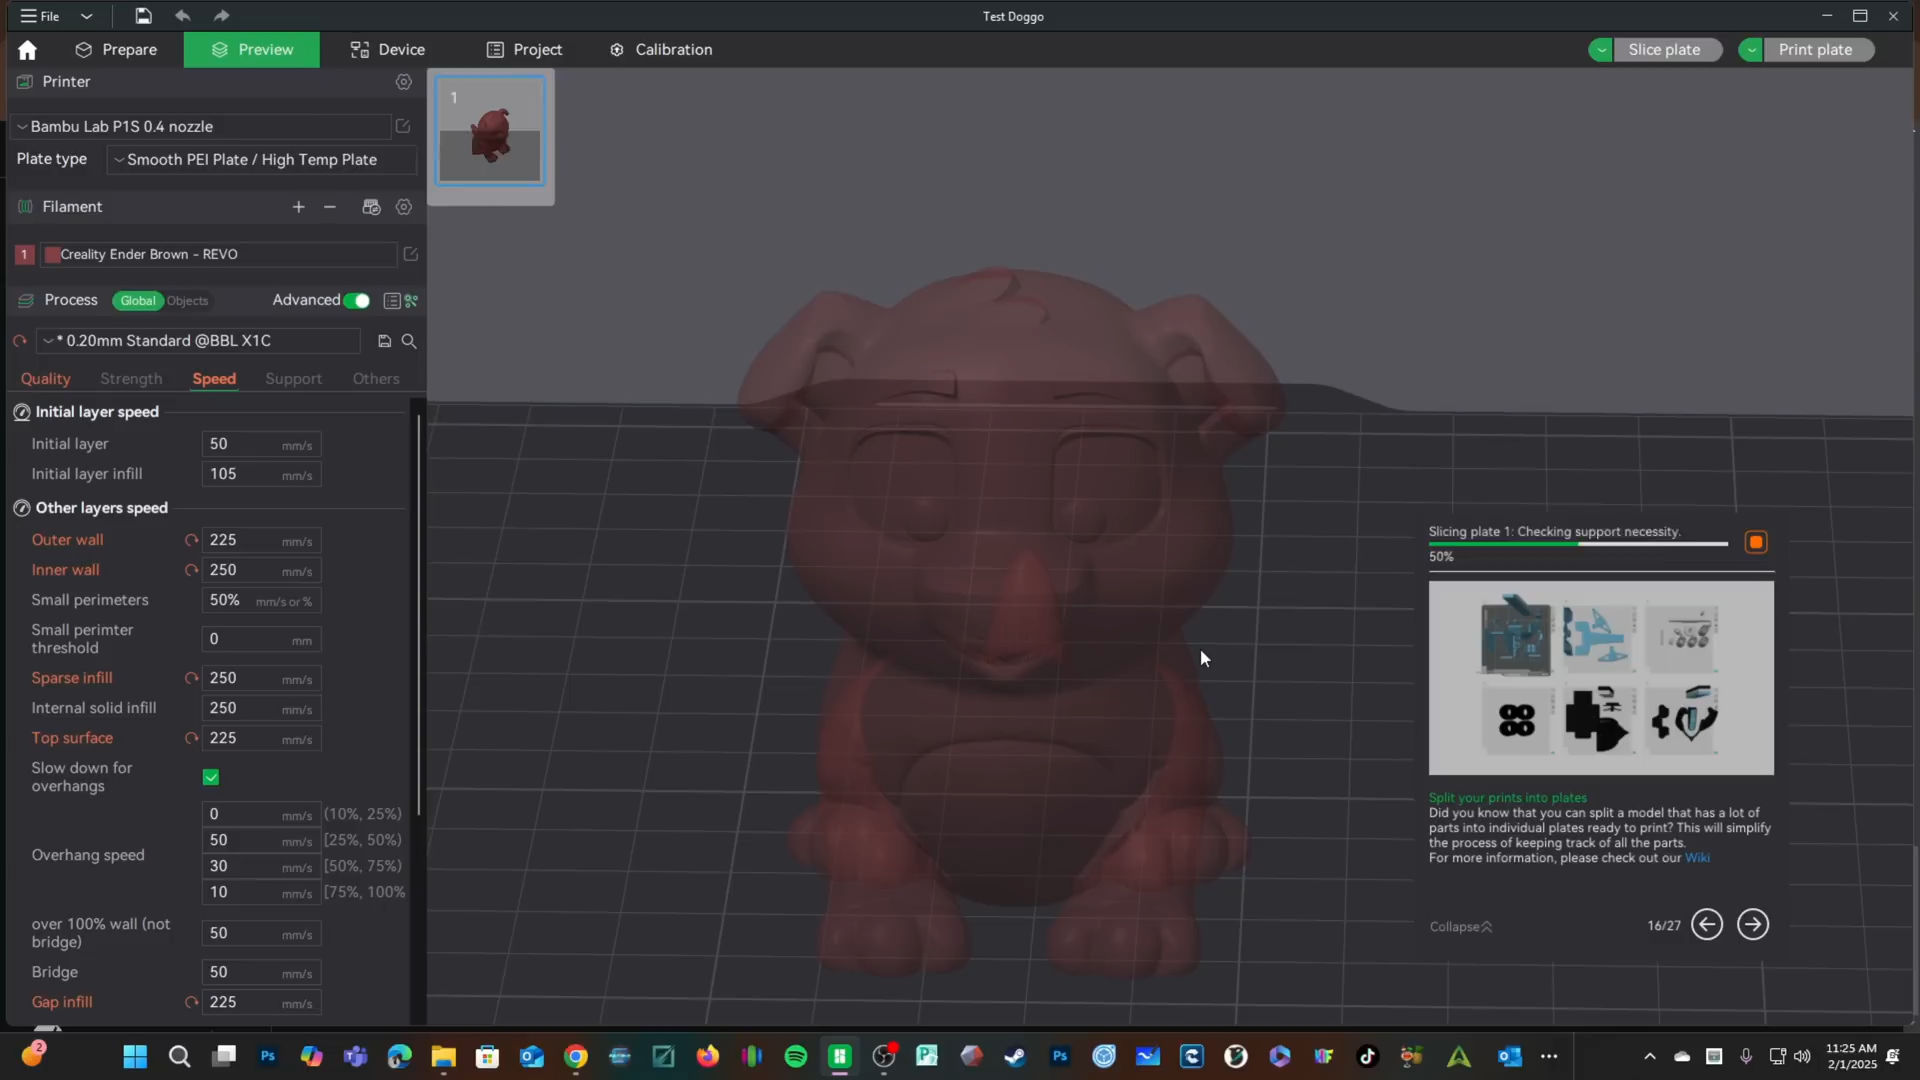 File
Test Doggo
Prepare
Preview
Device
Project
Calibration
Slice plate
Print plate
Printer
Bambu Lab P1S 0.4 nozzle
Plate type
Smooth PEI Plate / High Temp Plate
Filament
1 Creality Ender Brown - REVO
Process
Global
Objects
Advanced
* 0.20mm Standard @BBL X1C
Quality
Strength
Speed
Support
Others
Initial layer speed
Initial layer 50 mm/s
Initial layer infill 105 mm/s
Other layers speed
Outer wall 225 mm/s
Inner wall 250 mm/s
Small perimeters 50% mm/s or %
Small perimter
threshold
0 mm
Sparse infill 250 mm/s
Internal solid infill 250 mm/s
Top surface 225 mm/s
Slow down for
overhangs
0 mm/s (10%, 25%)
50 mm/s [25%, 50%)
Overhang speed
30 mm/s [50%, 75%)
10 mm/s [75%, 100%
over 100% wall (not
bridge)
50 mm/s
Bridge 50 mm/s
Gap infill 225 mm/s
1
Slicing plate 1: Checking support necessity.
50%
Split your prints into plates
Did you know that you can split a model that has a lot of
parts into individual plates ready to print? This will simplify
the process of keeping track of all the parts.
For more information, please check out our Wiki
Collapse
16/27
2
Ps
Ps
11:25 AM
2/1/2025